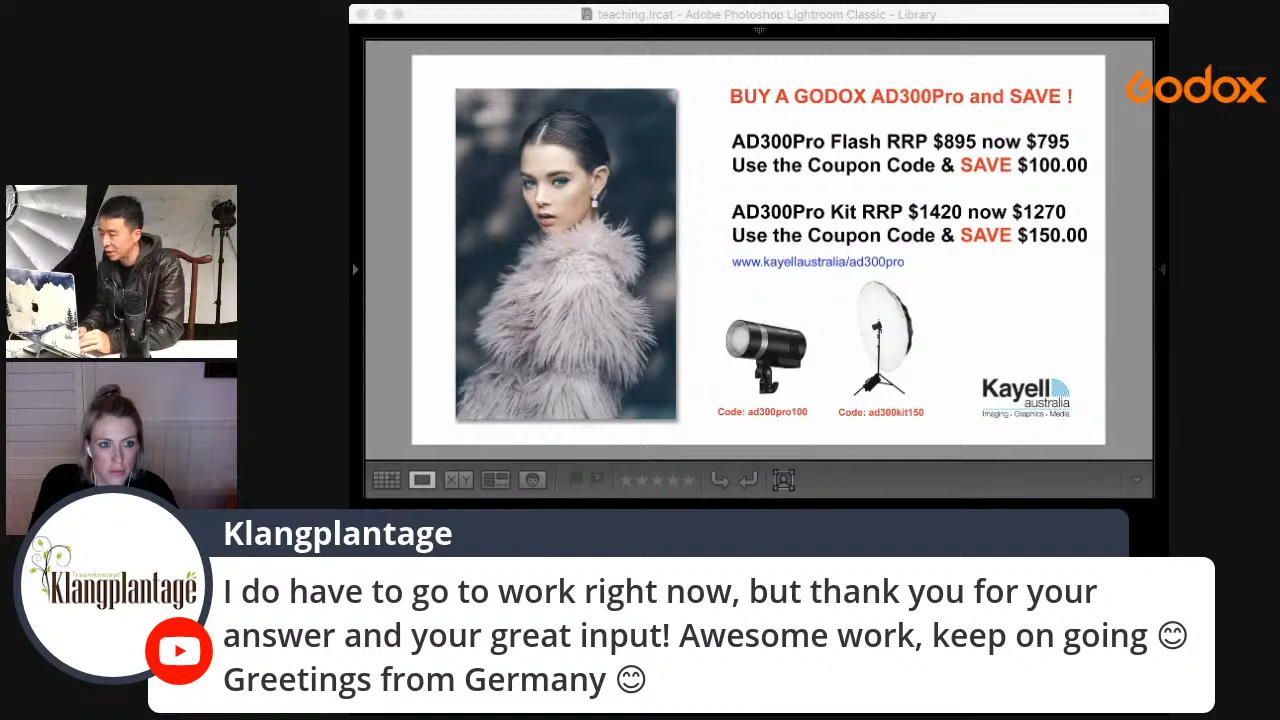 teaching.lrcat - Adobe Photoshop Lightroom Classic - Library
Godox
BUY A GODOX AD300Pro and SAVE !
AD300Pro Flash RRP $895 now $795
Use the Coupon Code & SAVE $100.00
AD300Pro Kit RRP $1420 now $1270
Use the Coupon Code & SAVE $150.00
www.kayellaustralia/ad300pro
Code: ad300pro100
Code: ad300kit150
Kayell
australia
Imaging • Graphics • Media
XY
Klangplantage
Traumkonzept
Klangplantage
I do have to go to work right now, but thank you for your
answer and your great input! Awesome work, keep on going 😊
Greetings from Germany 😊